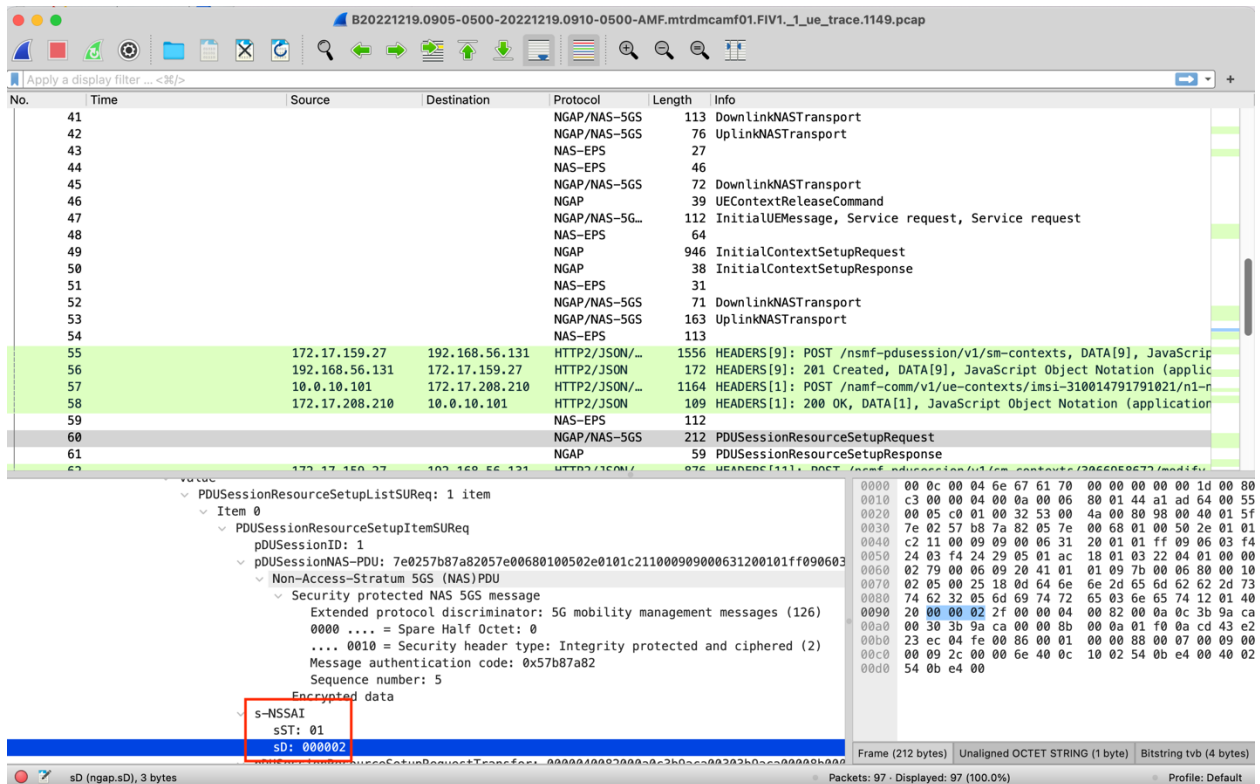 B20221219.0905-0500-20221219.0910-0500-AMF.mtrdmcamf01.FIV1._1_ue_trace.1149.pcap
Apply a display filter ... <⌘/>
No. Time Source Destination Protocol Length Info
41 NGAP/NAS-5GS 113 DownlinkNASTransport
42 NGAP/NAS-5GS 76 UplinkNASTransport
43 NAS-EPS 27
44 NAS-EPS 46
45 NGAP/NAS-5GS 72 DownlinkNASTransport
46 NGAP 39 UEContextReleaseCommand
47 NGAP/NAS-5G… 112 InitialUEMessage, Service request, Service request
48 NAS-EPS 64
49 NGAP 946 InitialContextSetupRequest
50 NGAP 38 InitialContextSetupResponse
51 NAS-EPS 31
52 NGAP/NAS-5GS 71 DownlinkNASTransport
53 NGAP/NAS-5GS 163 UplinkNASTransport
54 NAS-EPS 113
55 172.17.159.27 192.168.56.131 HTTP2/JSON/… 1556 HEADERS[9]: POST /nsmf-pdusession/v1/sm-contexts, DATA[9], JavaScrip
56 192.168.56.131 172.17.159.27 HTTP2/JSON 172 HEADERS[9]: 201 Created, DATA[9], JavaScript Object Notation (applic
57 10.0.10.101 172.17.208.210 HTTP2/JSON/… 1164 HEADERS[1]: POST /namf-comm/v1/ue-contexts/imsi-310014791791021/n1-n
58 172.17.208.210 10.0.10.101 HTTP2/JSON 109 HEADERS[1]: 200 OK, DATA[1], JavaScript Object Notation (application
59 NAS-EPS 112
60 NGAP/NAS-5GS 212 PDUSessionResourceSetupRequest
61 NGAP 59 PDUSessionResourceSetupResponse
62 172.17.159.27 192.168.56.131 HTTP2/JSON/ 876 HEADERS[11]: POST /nsmf-pdusession/v1/sm-contexts/3066958672/modify
value
PDUSessionResourceSetupListSUReq: 1 item
Item 0
PDUSessionResourceSetupItemSUReq
pDUSessionID: 1
pDUSessionNAS-PDU: 7e0257b87a82057e00680100502e0101c211000909000631200101ff090603
Non-Access-Stratum 5GS (NAS)PDU
Security protected NAS 5GS message
Extended protocol discriminator: 5G mobility management messages (126)
0000 .... = Spare Half Octet: 0
.... 0010 = Security header type: Integrity protected and ciphered (2)
Message authentication code: 0x57b87a82
Sequence number: 5
Encrypted data
s-NSSAI
sST: 01
sD: 000002
0000 00 0c 00 04 6e 67 61 70 00 00 00 00 00 1d 00 80
0010 c3 00 00 04 00 0a 00 06 80 01 44 a1 ad 64 00 55
0020 00 05 c0 01 00 32 53 00 4a 00 80 98 00 40 01 5f
0030 7e 02 57 b8 7a 82 05 7e 00 68 01 00 50 2e 01 01
0040 c2 11 00 09 09 00 06 31 20 01 01 ff 09 06 03 f4
0050 24 03 f4 24 29 05 01 ac 18 01 03 22 04 01 00 00
0060 02 79 00 06 09 20 41 01 01 09 7b 00 06 80 00 10
0070 02 05 00 25 18 0d 64 6e 6e 2d 65 6d 62 62 2d 73
0080 74 62 32 05 6d 69 74 72 65 03 6e 65 74 12 01 40
0090 20 00 00 02 2f 00 00 04 00 82 00 0a 0c 3b 9a ca
00a0 00 30 3b 9a ca 00 00 8b 00 0a 01 f0 0a cd 43 e2
00b0 23 ec 04 fe 00 86 00 01 00 00 88 00 07 00 09 00
00c0 00 09 2c 00 00 6e 40 0c 10 02 54 0b e4 00 40 02
00d0 54 0b e4 00
Frame (212 bytes) Unaligned OCTET STRING (1 byte) Bitstring tvb (4 bytes)
sD (ngap.sD), 3 bytes Packets: 97 · Displayed: 97 (100.0%) Profile: Default